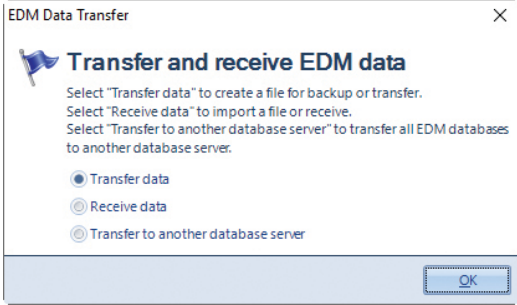 EDM Data Transfer
Transfer and receive EDM data
Select "Transfer data" to create a file for backup or transfer.
Select "Receive data" to import a file or receive.
Select "Transfer to another database server" to transfer all EDM databases
to another database server.
Transfer data
Receive data
Transfer to another database server
OK